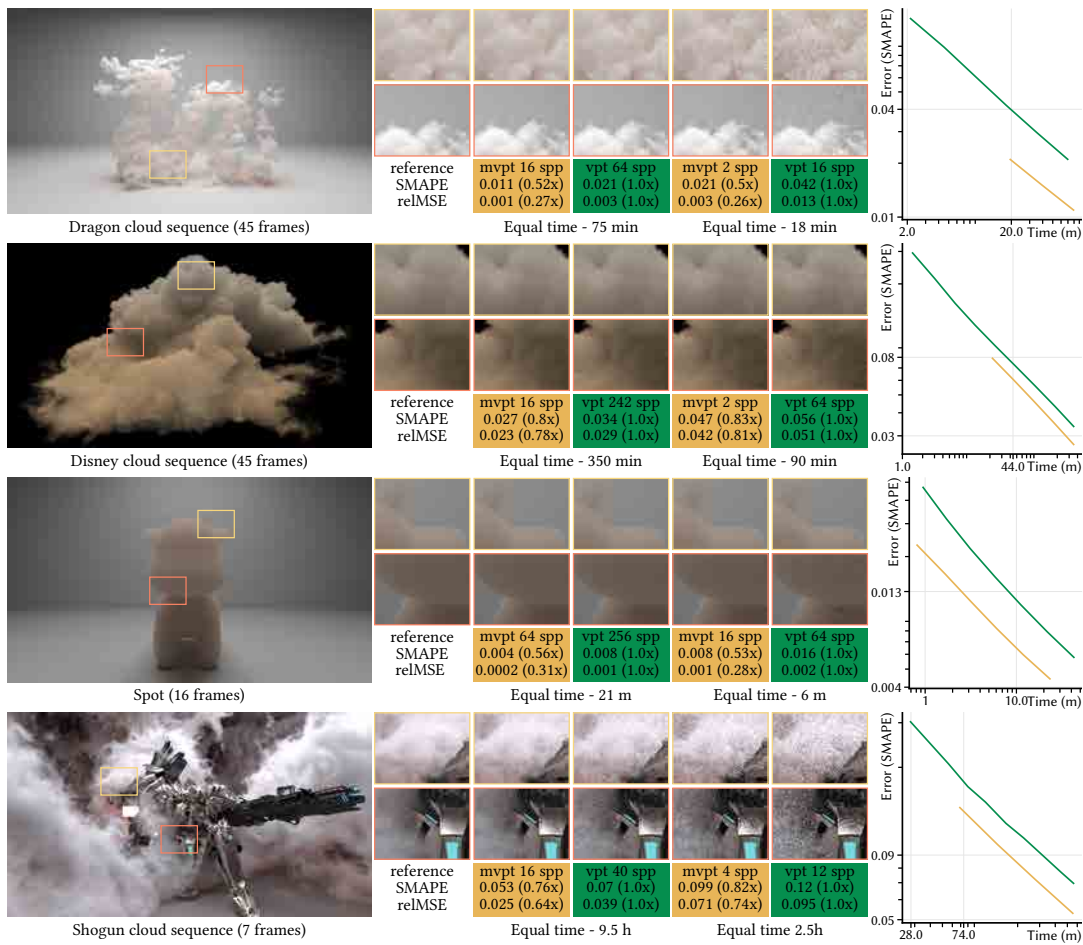 reference
SMAPE
relMSE
mvpt 16 spp
0.011 (0.52x)
0.001 (0.27x)
vpt 64 spp
0.021 (1.0x)
0.003 (1.0x)
mvpt 2 spp
0.021 (0.5x)
0.003 (0.26x)
vpt 16 spp
0.042 (1.0x)
0.013 (1.0x)
Dragon cloud sequence (45 frames)
Equal time - 75 min
Equal time - 18 min
Error (SMAPE)
0.04
0.01
2.0
20.0
Time (m)
reference
SMAPE
relMSE
mvpt 16 spp
0.027 (0.8x)
0.023 (0.78x)
vpt 242 spp
0.034 (1.0x)
0.029 (1.0x)
mvpt 2 spp
0.047 (0.83x)
0.042 (0.81x)
vpt 64 spp
0.056 (1.0x)
0.051 (1.0x)
Disney cloud sequence (45 frames)
Equal time - 350 min
Equal time - 90 min
Error (SMAPE)
0.08
0.03
1.0
44.0
Time (m)
reference
SMAPE
relMSE
mvpt 64 spp
0.004 (0.56x)
0.0002 (0.31x)
vpt 256 spp
0.008 (1.0x)
0.001 (1.0x)
mvpt 16 spp
0.008 (0.53x)
0.001 (0.28x)
vpt 64 spp
0.016 (1.0x)
0.002 (1.0x)
Spot (16 frames)
Equal time - 21 m
Equal time - 6 m
Error (SMAPE)
0.013
0.004
1
10.0
Time (m)
reference
SMAPE
relMSE
mvpt 16 spp
0.053 (0.76x)
0.025 (0.64x)
vpt 40 spp
0.07 (1.0x)
0.039 (1.0x)
mvpt 4 spp
0.099 (0.82x)
0.071 (0.74x)
vpt 12 spp
0.12 (1.0x)
0.095 (1.0x)
Shogun cloud sequence (7 frames)
Equal time - 9.5 h
Equal time 2.5h
Error (SMAPE)
0.09
0.05
28.0
74.0
Time (m)